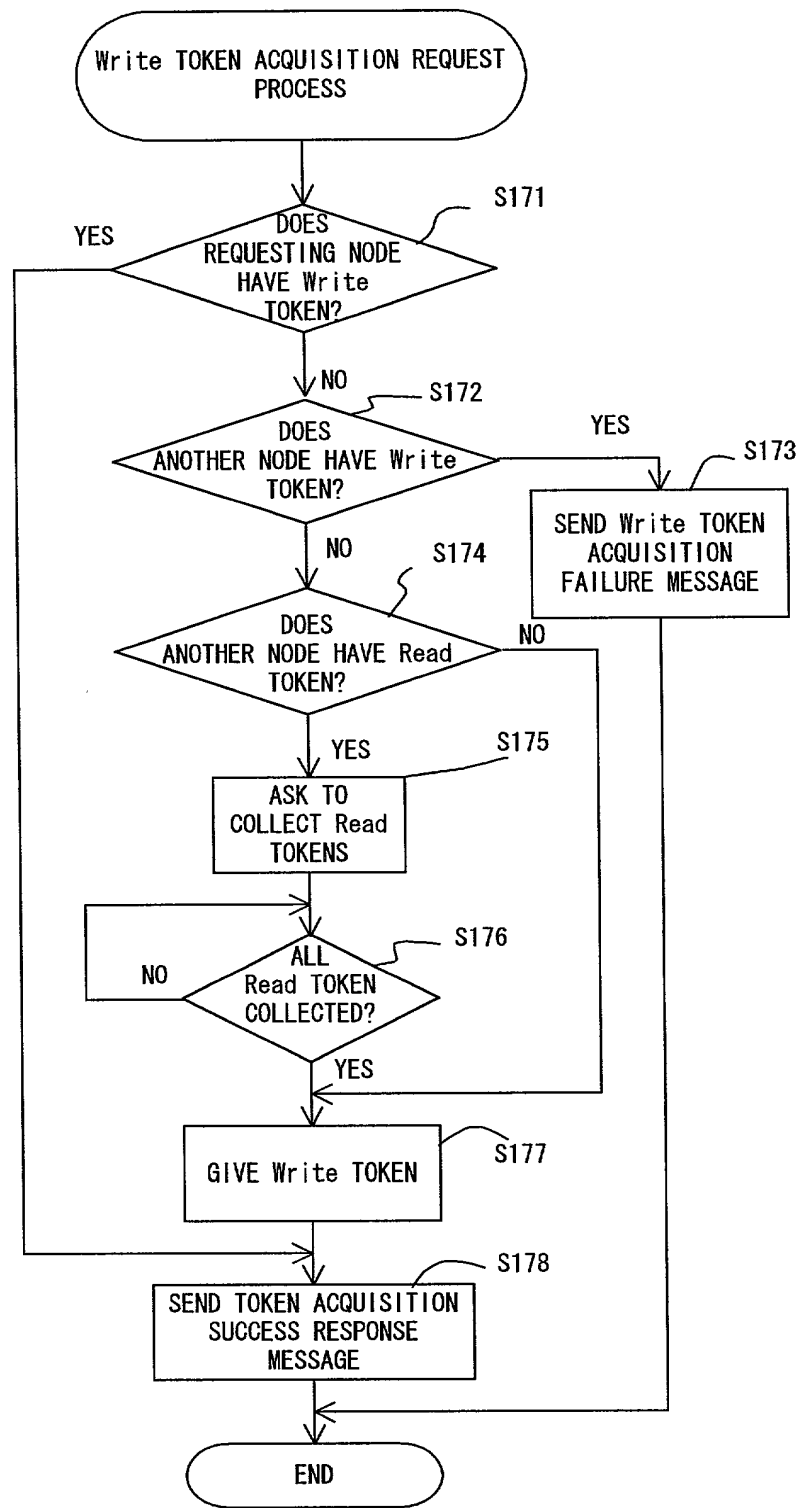 Write TOKEN ACQUISITION REQUEST
PROCESS
S171
YES
DOES
REQUESTING NODE
HAVE Write
TOKEN?
NO
S172
DOES
ANOTHER NODE HAVE Write
TOKEN?
YES
S173
SEND Write TOKEN
ACQUISITION
FAILURE MESSAGE
NO
S174
DOES
ANOTHER NODE HAVE Read
TOKEN?
NO
YES
S175
ASK TO
COLLECT Read
TOKENS
S176
ALL
Read TOKEN
COLLECTED?
NO
YES
S177
GIVE Write TOKEN
S178
SEND TOKEN ACQUISITION
SUCCESS RESPONSE
MESSAGE
END